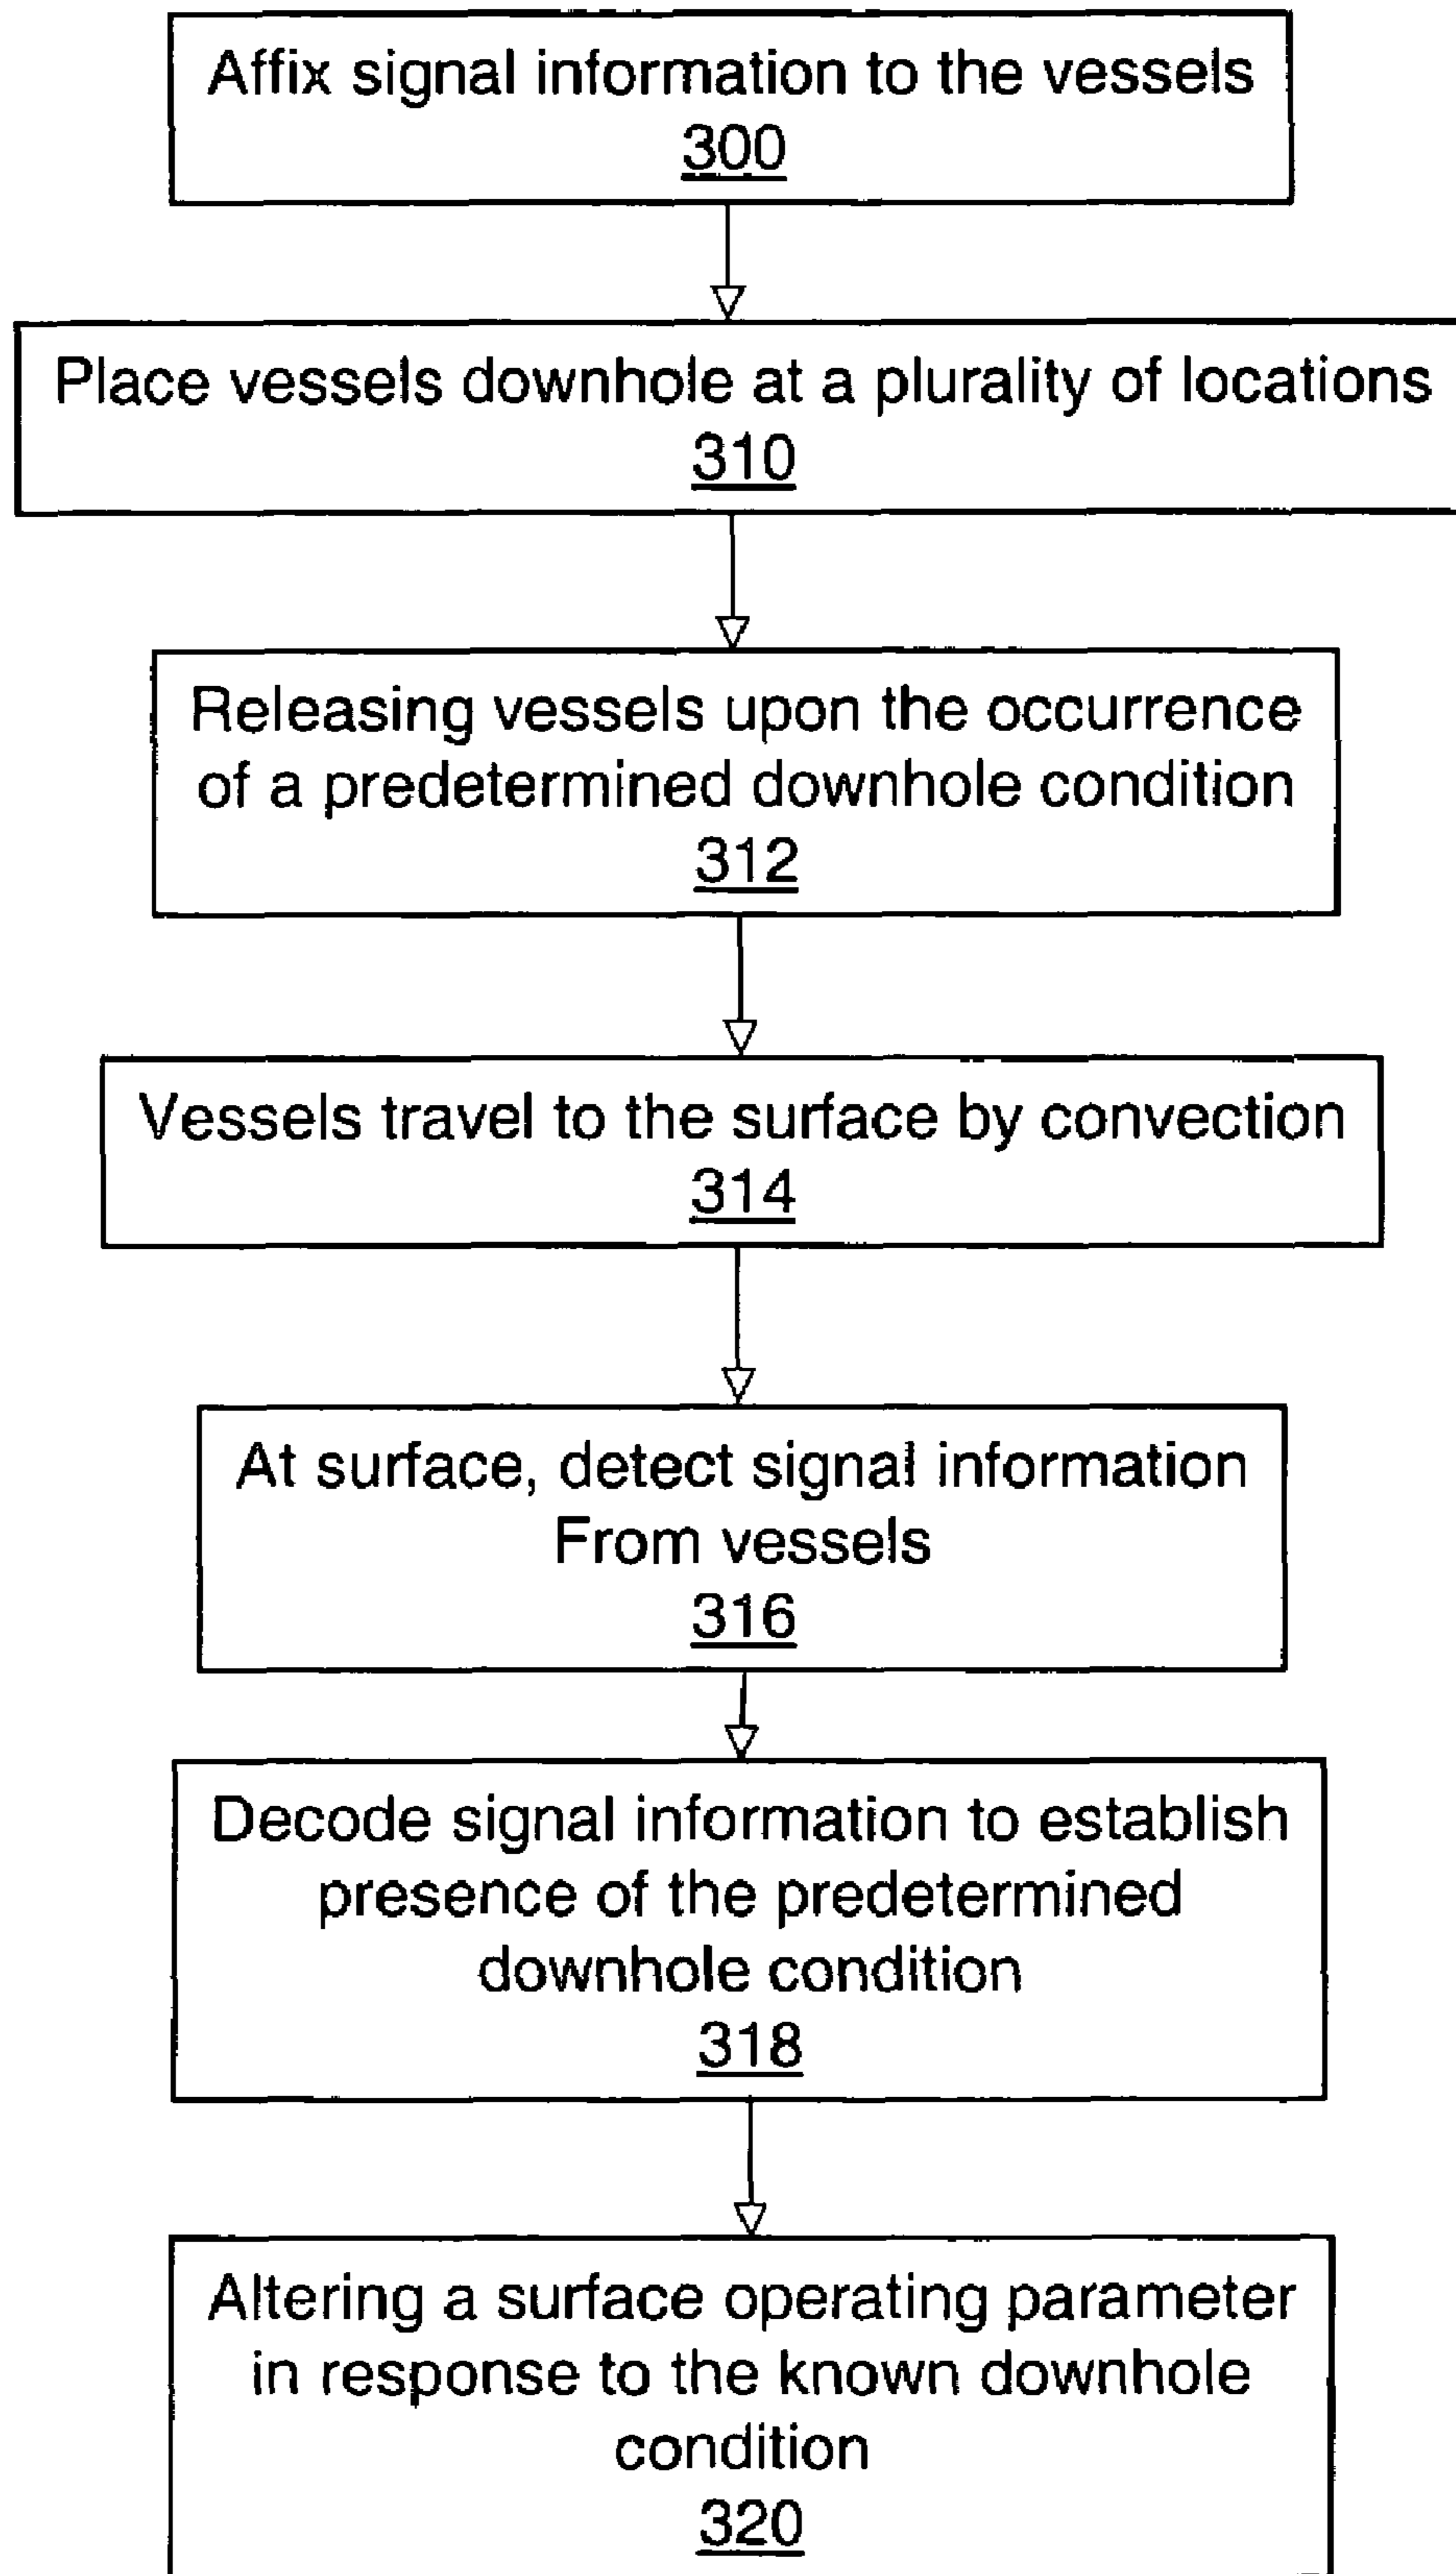 Affix signal information to the vessels
300
Place vessels downhole at a plurality of locations
310
Releasing vessels upon the occurrence
of a predetermined downhole condition
312
Vessels travel to the surface by convection
314
At surface, detect signal information
From vessels
316
Decode signal information to establish
presence of the predetermined
downhole condition
318
Altering a surface operating parameter
in response to the known downhole
condition
320